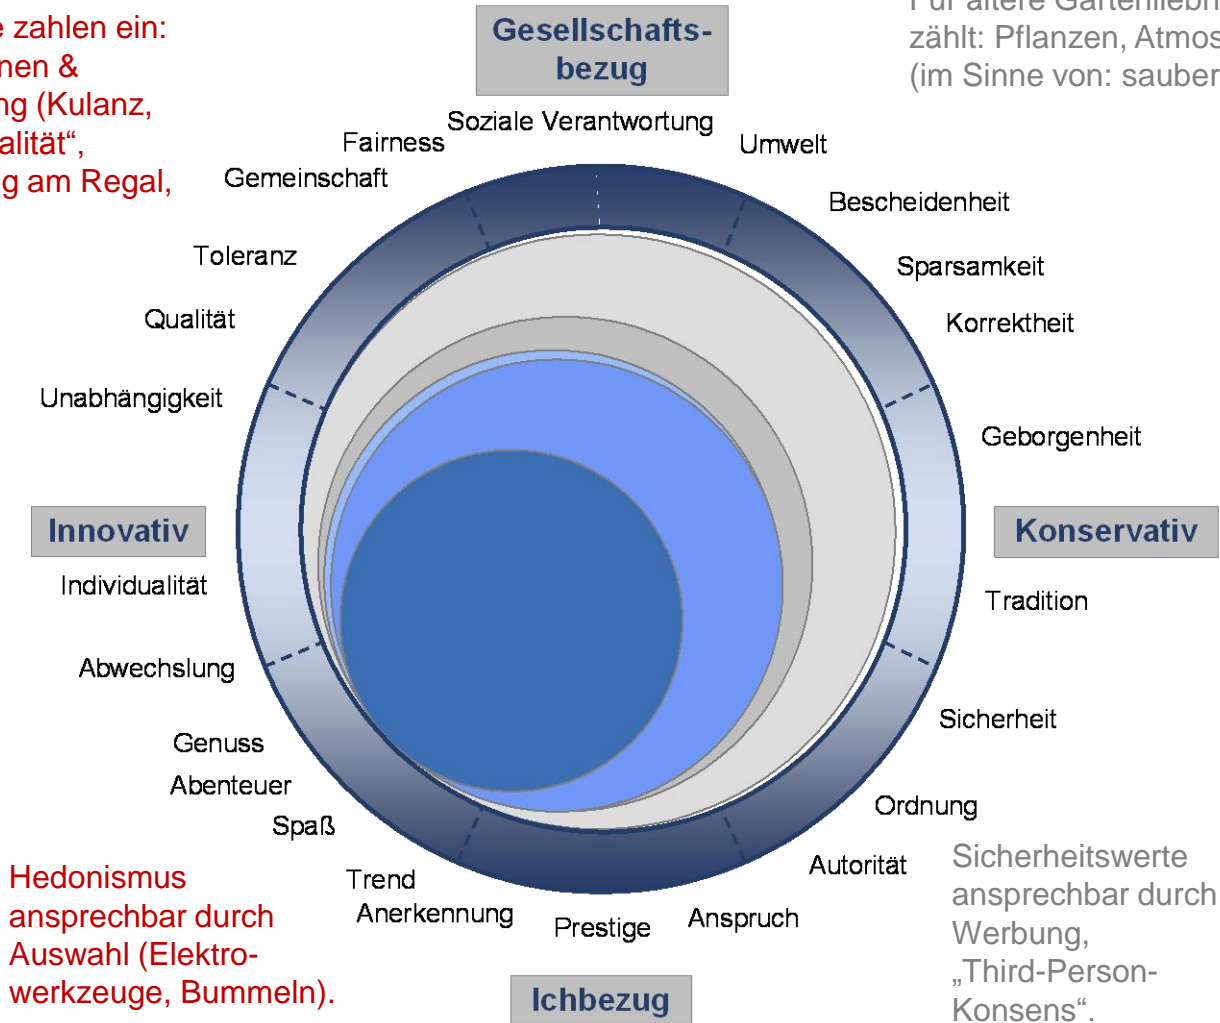 zahlen ein:
nen &
ng (Kulanz,
alität“,
g am Regal,
Gesellschafts-
bezug
Für ältere
zählt: Pflanzen,
(im Sinne von: sauber
Soziale Verantwortung
Fairness
Umwelt
Gemeinschaft
Bescheidenheit
Toleranz
Sparsamkeit
Qualität
Korrektheit
Unabhängigkeit
Geborgenheit
Innovativ
Konservativ
Individualität
Tradition
Abwechslung
Sicherheit
Genuss
Abenteuer
Ordnung
Spaß
Autorität
Trend
Anerkennung
Prestige
Anspruch
Hedonismus
ansprechbar durch
Auswahl (Elektro-
werkzeuge, Bummeln).
Sicherheitswerte
ansprechbar durch
Werbung,
„Third-Person-
Konsens“.
Ichbezug